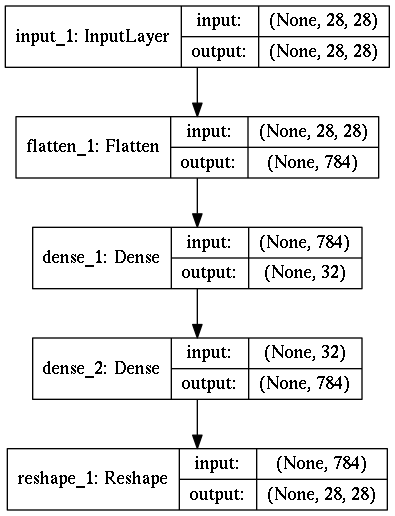 input_1: InputLayer input: (None, 28, 28)
output: (None, 28, 28)
flatten_1: Flatten input: (None, 28, 28)
output: (None, 784)
dense_1: Dense input: (None, 784)
output: (None, 32)
dense_2: Dense input: (None, 32)
output: (None, 784)
reshape_1: Reshape input: (None, 784)
output: (None, 28, 28)